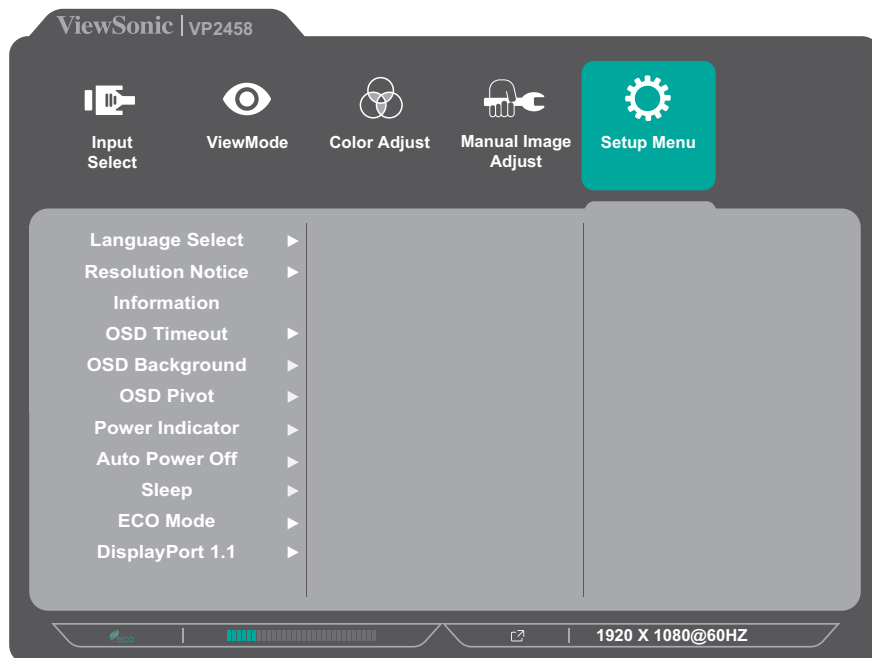 ViewSonic | VP2458
Input
Select
ViewMode
Color Adjust
Manual Image
Adjust
Setup Menu
Language Select
Resolution Notice
Information
OSD Timeout
OSD Background
OSD Pivot
Power Indicator
Auto Power Off
Sleep
ECO Mode
DisplayPort 1.1
eco
1920 X 1080@60HZ